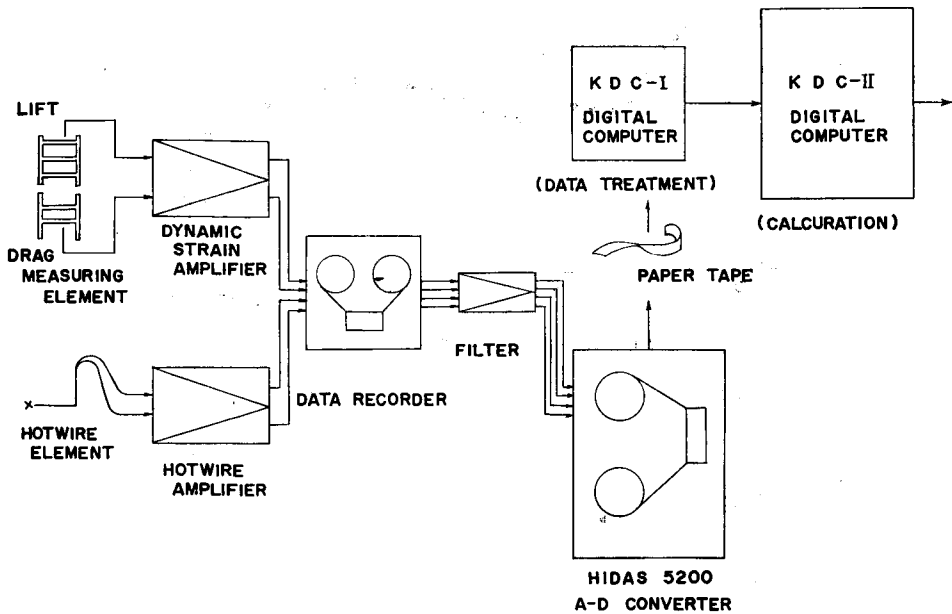 LIFT
DRAG
MEASURING
ELEMENT
DYNAMIC
STRAIN
AMPLIFIER
HOTWIRE
ELEMENT
HOTWIRE
AMPLIFIER
DATA RECORDER
FILTER
HIDAS 5200
A-D CONVERTER
PAPER TAPE
K D C-I
DIGITAL
COMPUTER
(DATA TREATMENT)
K D C-II
DIGITAL
COMPUTER
(CALCURATION)